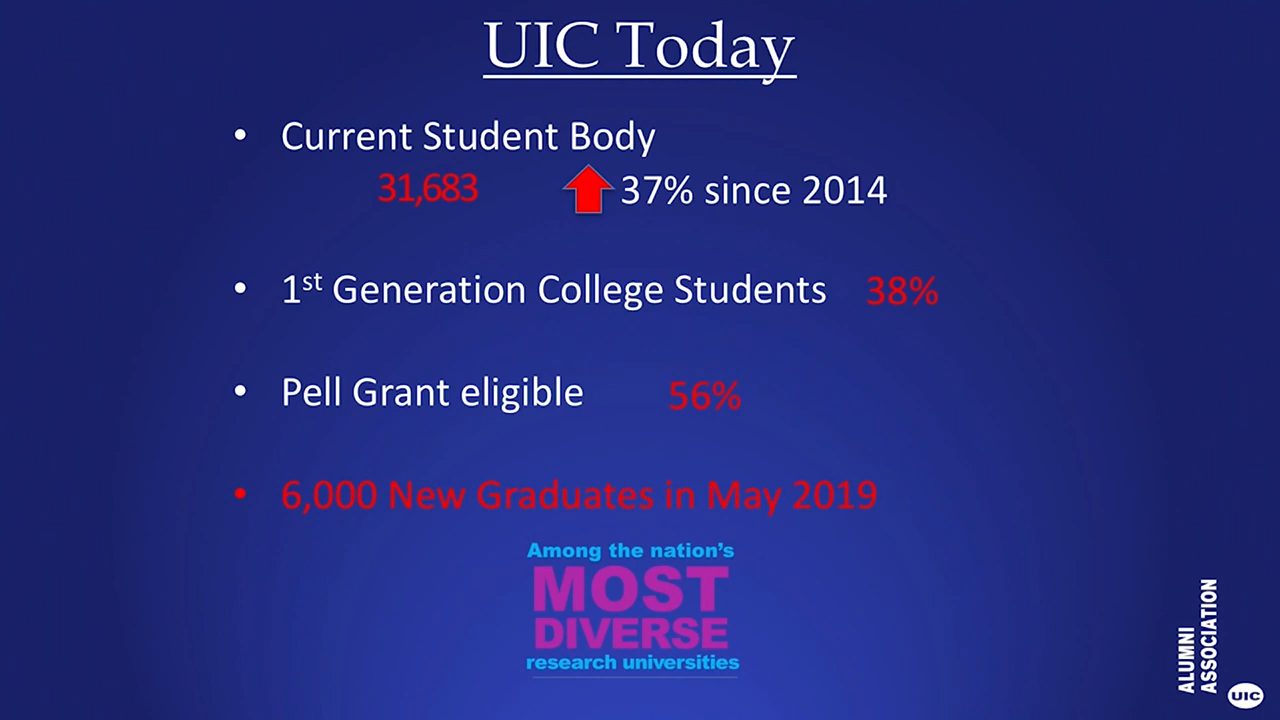 UIC Today
• Current Student Body
31,683 37% since 2014
• 1st Generation College Students 38%
• Pell Grant eligible 56%
• 6,000 New Graduates in May 2019
Among the nation's
MOST
DIVERSE
research universities
ALUMNI
ASSOCIATION
UIC